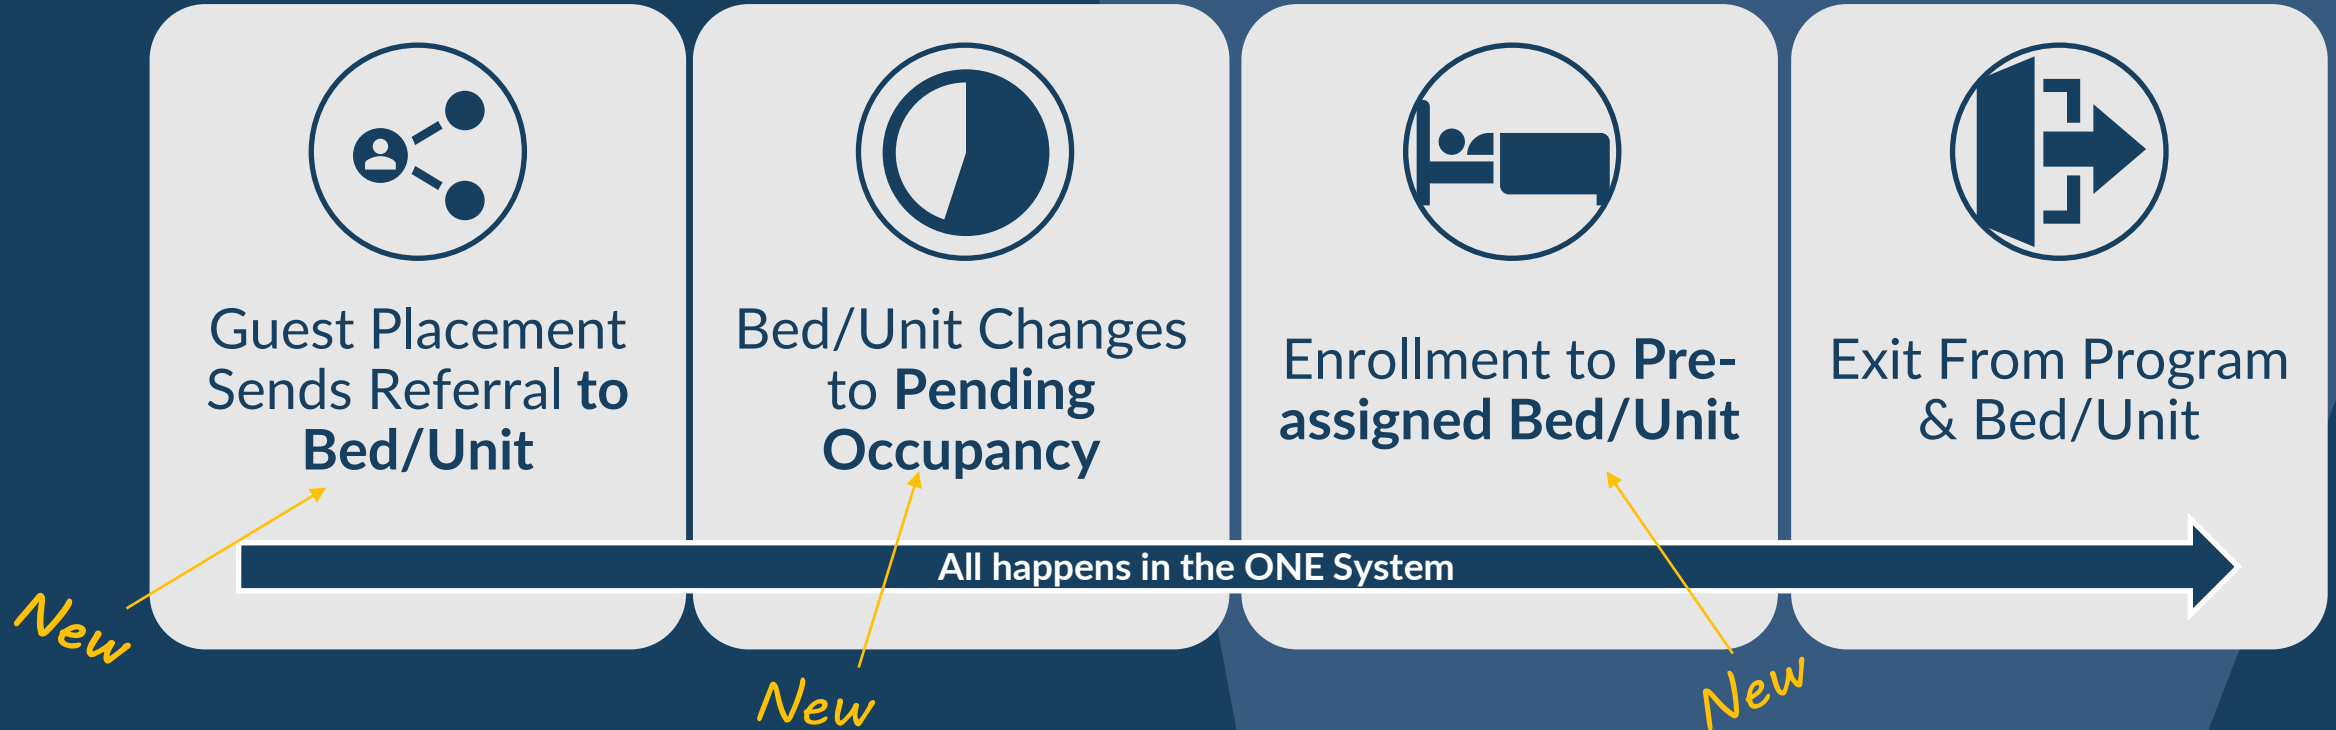 Guest Placement
Sends Referral to
Bed/Unit
Bed/Unit Changes
to Pending
Occupancy
Enrollment to Pre-
assigned Bed/Unit
Exit From Program
& Bed/Unit
All happens in the ONE System
New
New
New